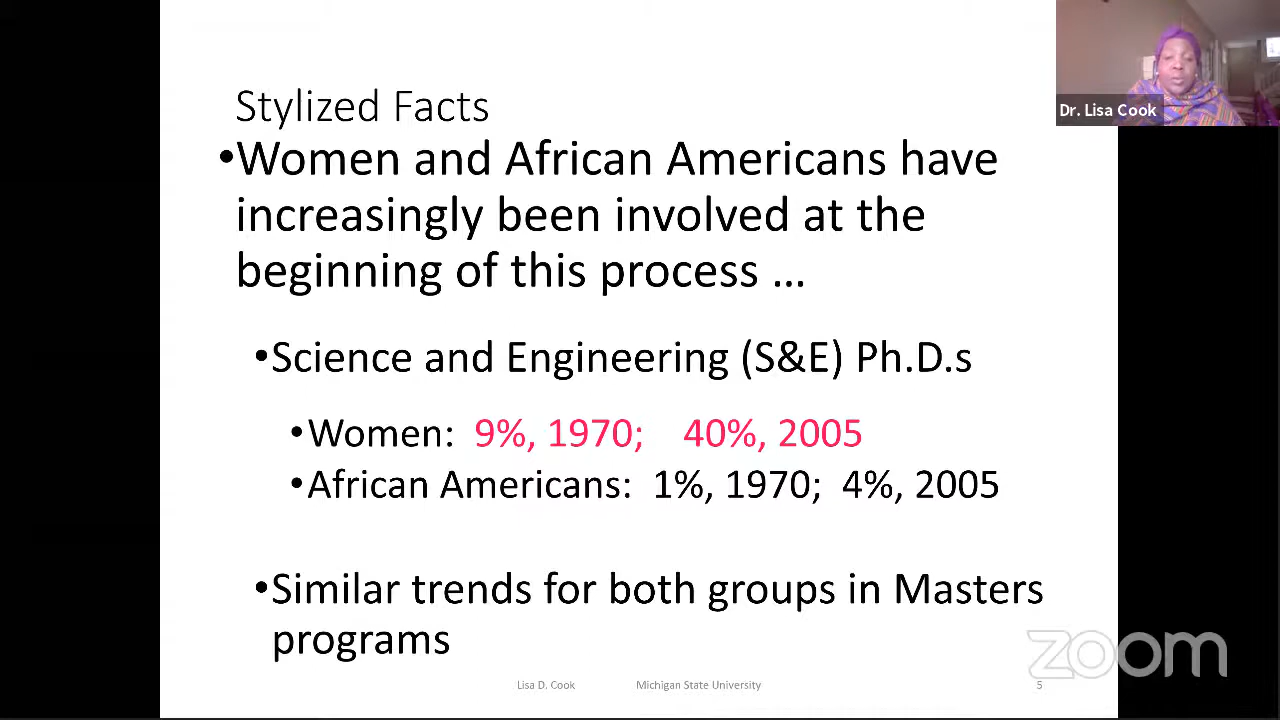 Stylized Facts
•Women and African Americans have
increasingly been involved at the
beginning of this process …
•Science and Engineering (S&E) Ph.D.s
•Women: 9%, 1970; 40%, 2005
•African Americans: 1%, 1970; 4%, 2005
•Similar trends for both groups in Masters
programs
Lisa D. Cook Michigan State University 5
Dr. Lisa Cook
zoom